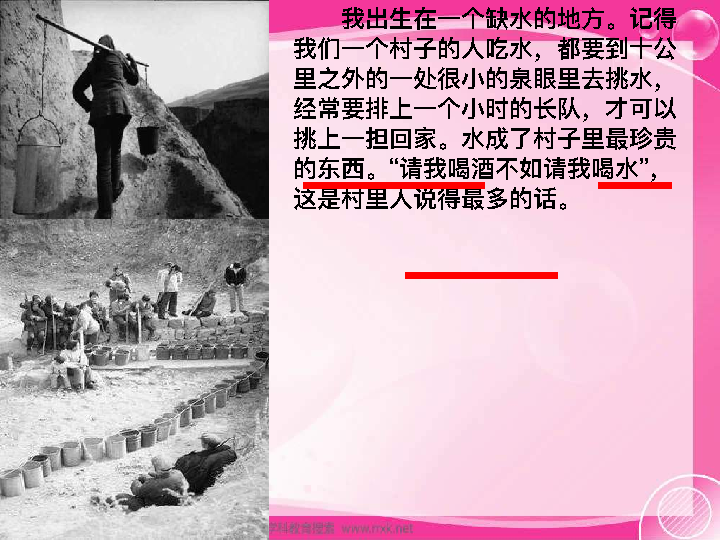 我出生在一个缺水的地方。记得
我们一个村子的人吃水，都要到十公
里之外的一处很小的泉眼里去挑水，
经常要排上一个小时的长队，才可以
挑上一担回家。水成了村子里最珍贵
的东西。“请我喝酒不如请我喝水”，
这是村里人说得最多的话。
学科教育搜索 www.rrxk.net